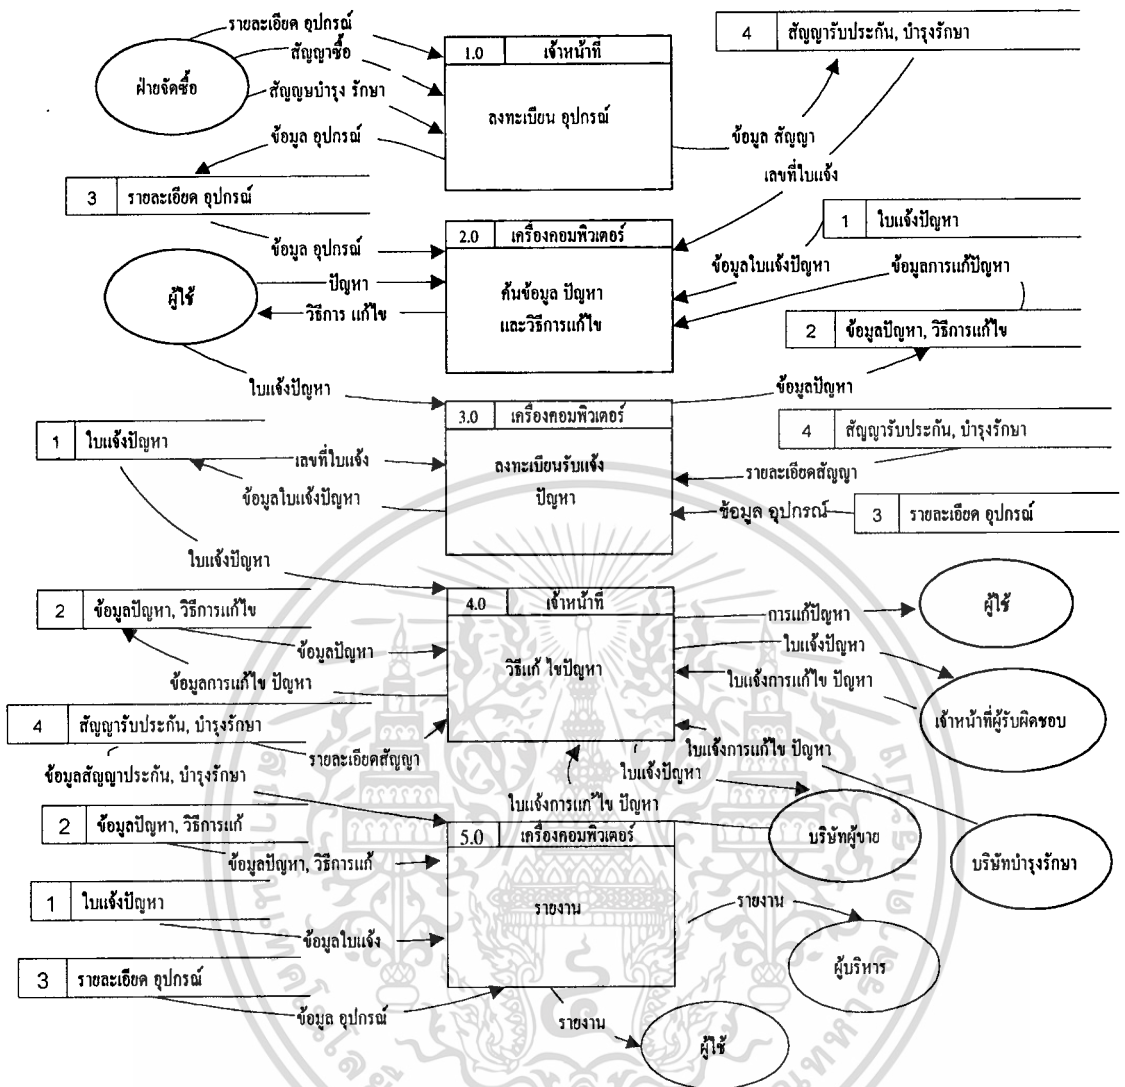 รายละเอียด อุปกรณ์
สัญญาซื้อ
สัญญบำรุง รักษา
ฝ่ายจัดซื้อ
ข้อมูล อุปกรณ์
1.0 เจ้าหน้าที่
ลงทะเบียน อุปกรณ์
4 สัญญารับประกัน, บำรุงรักษา
ข้อมูล สัญญา
เลขที่ใบแจ้ง
3 รายละเอียด อุปกรณ์
ข้อมูล อุปกรณ์
2.0 เครื่องคอมพิวเตอร์
ค้นข้อมูล ปัญหา
และวิธีการแก้ไข
1 ใบแจ้งปัญหา
ข้อมูลใบแจ้งปัญหา
ข้อมูลการแก้ปัญหา
ผู้ใช้
ปัญหา
วิธีการ แก้ไข
2 ข้อมูลปัญหา, วิธีการแก้ไข
ใบแจ้งปัญหา
ข้อมูลปัญหา
3.0 เครื่องคอมพิวเตอร์
ลงทะเบียนรับแจ้ง
ปัญหา
1 ใบแจ้งปัญหา
เลขที่ใบแจ้ง
ข้อมูลใบแจ้งปัญหา
4 สัญญารับประกัน, บำรุงรักษา
รายละเอียดสัญญา
ข้อมูล อุปกรณ์
3 รายละเอียด อุปกรณ์
ใบแจ้งปัญหา
4.0 เจ้าหน้าที่
วิธีแก้ ไขปัญหา
2 ข้อมูลปัญหา, วิธีการแก้ไข
ข้อมูลปัญหา
ข้อมูลการแก้ไข ปัญหา
การแก้ปัญหา
ผู้ใช้
ใบแจ้งปัญหา
ใบแจ้งการแก้ไข ปัญหา
เจ้าหน้าที่ผู้รับผิดชอบ
4 สัญญารับประกัน, บำรุงรักษา
รายละเอียดสัญญา
ใบแจ้งการแก้ไข ปัญหา
ใบแจ้งปัญหา
ใบแจ้งการแก้ไข ปัญหา
บริษัทผู้ขาย
บริษัทบำรุงรักษา
ข้อมูลสัญญาประกัน, บำรุงรักษา
2 ข้อมูลปัญหา, วิธีการแก้
ข้อมูลปัญหา, วิธีการแก้
5.0 เครื่องคอมพิวเตอร์
รายงาน
1 ใบแจ้งปัญหา
ข้อมูลใบแจ้ง
3 รายละเอียด อุปกรณ์
ข้อมูล อุปกรณ์
รายงาน
ผู้บริหาร
รายงาน
ผู้ใช้